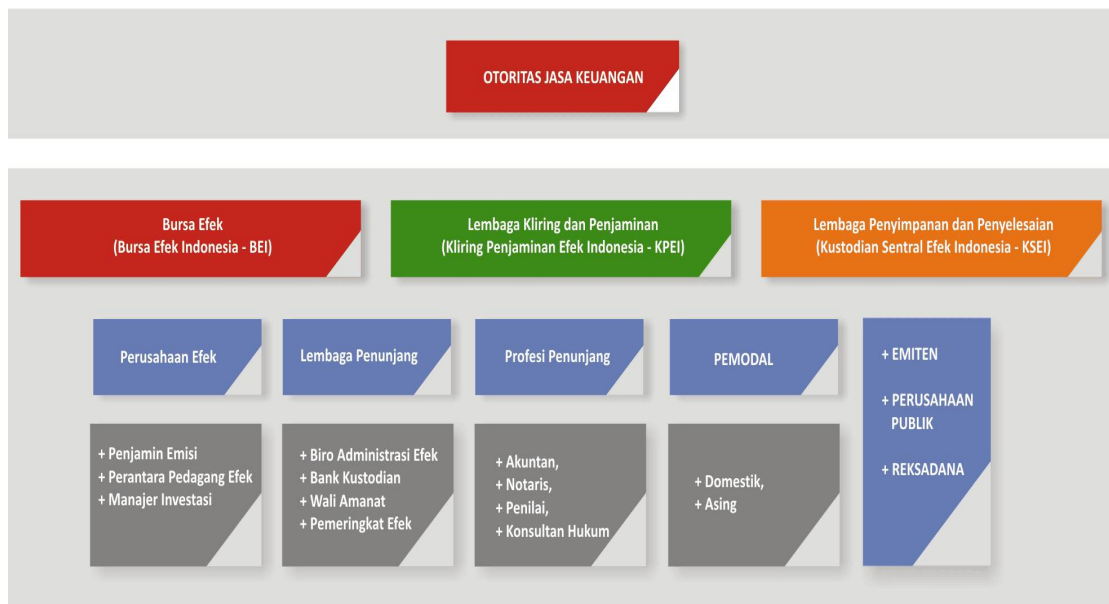 OTORITAS JASA KEUANGAN
Bursa Efek
(Bursa Efek Indonesia - BEI)
Lembaga Kliring dan Penjaminan
(Kliring Penjaminan Efek Indonesia - KPEI)
Lembaga Penyimpanan dan Penyelesaian
(Kustodian Sentral Efek Indonesia - KSEI)
Perusahaan Efek
Lembaga Penunjang
Profesi Penunjang
PEMODAL
+ EMITEN
+ PERUSAHAAN
PUBLIK
+ REKSADANA
+ Penjamin Emisi
+ Perantara Pedagang Efek
+ Manajer Investasi
+ Biro Administrasi Efek
+ Bank Kustodian
+ Wali Amanat
+ Pemeringkat Efek
+ Akuntan,
+ Notaris,
+ Penilai,
+ Konsultan Hukum
+ Domestik,
+ Asing